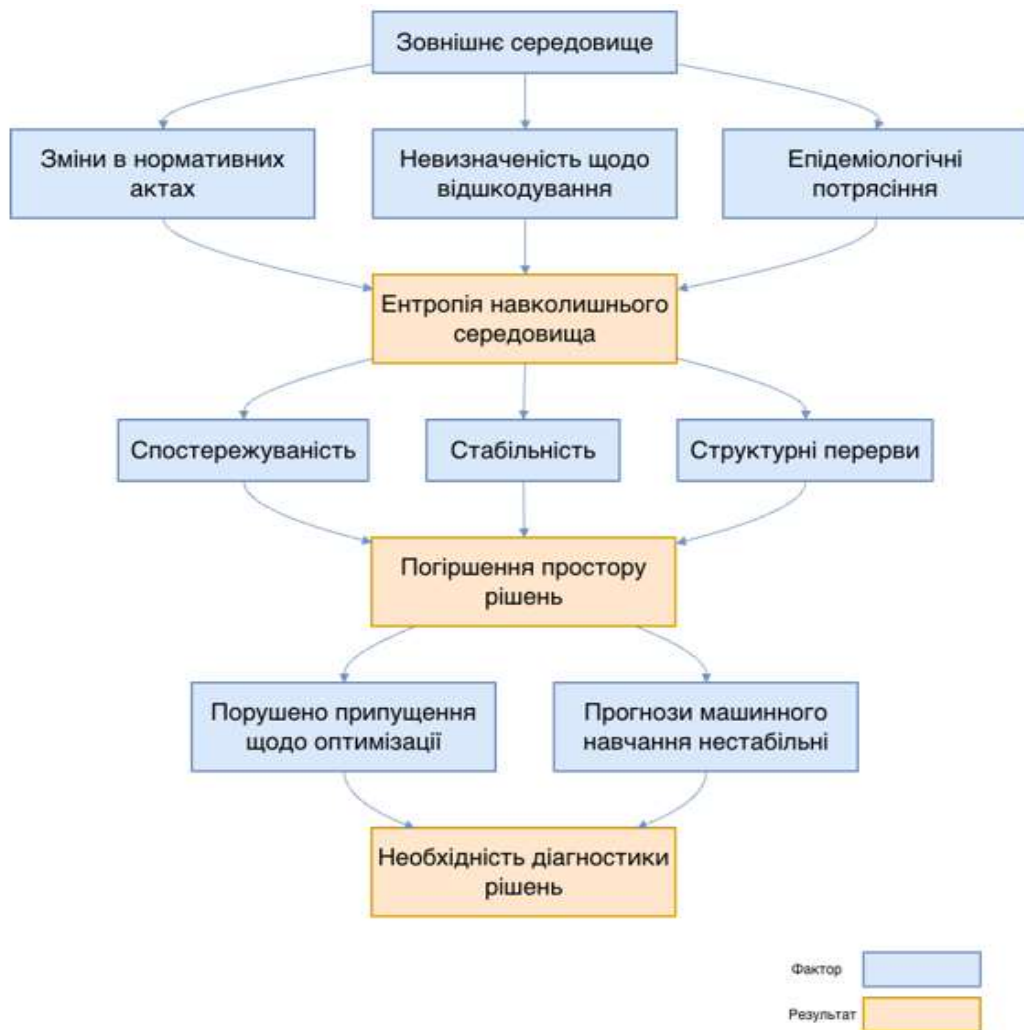 Зовнішнє середовище
Зміни в нормативних
актах
Невизначеність щодо
відшкодування
Епідеміологічні
потрясіння
Ентропія навколишнього
середовища
Спостережуваність
Стабільність
Структурні перерви
Погіршення простору
рішень
Порушено припущення
щодо оптимізації
Прогнози машинного
навчання нестабільні
Необхідність діагностики
рішень
Фактор
Результат